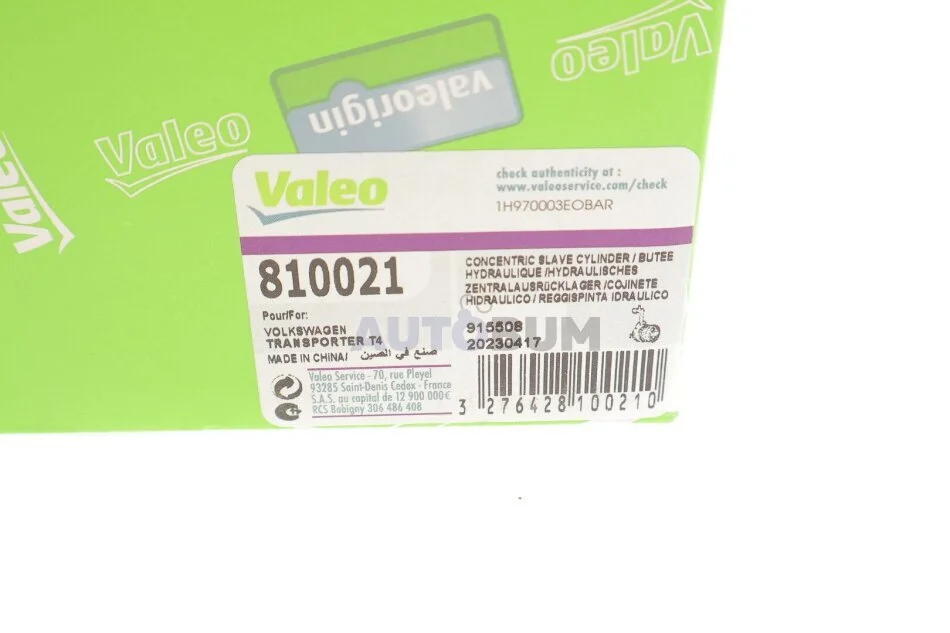 Valeo
valeorigin
Valeo
Valeo
Valeo
check authenticity at :
www.valeoservice.com/check
1H970003EOBAR
810021
CONCENTRIC SLAVE CYLINDER / BUTEE
HYDRAULIQUE /HYDRAULISCHES
ZENTRALAUSRÜCKLAGER /COJINETE
HIDRAULICO / REGGISPINTA IDRAULICO
Pour/For:
VOLKSWAGEN
TRANSPORTER T4
MADE IN CHINA/ صنع في الصين
915508
20230417
AUTOBUM
Valeo Service - 70, rue Pleyel
93285 Saint-Denis Cedex - France
S.A.S. au capital de 12 900 000€
RCS Bobigny 306 486 408
3 276428 100210